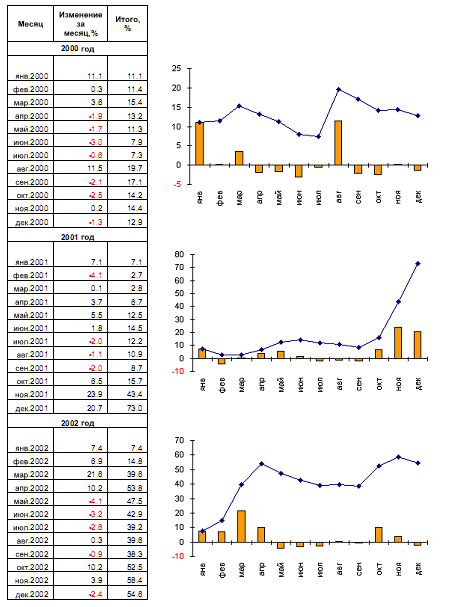 Месяц Изменение за месяц,% Итого, %
2000 год
янв.2000 11.1 11.1
фев.2000 0.3 11.4
мар.2000 3.6 15.4
апр.2000 -1.9 13.2
май.2000 -1.7 11.3
июн.2000 -3.0 7.9
июл.2000 -0.6 7.3
авг.2000 11.5 19.7
сен.2000 -2.1 17.1
окт.2000 -2.5 14.2
ноя.2000 0.2 14.4
дек.2000 -1.3 12.9
25
20
15
10
5
0
-5
янв фев мар апр май июн июл авг сен окт ноя дек
2001 год
янв.2001 7.1 7.1
фев.2001 -4.1 2.7
мар.2001 0.1 2.8
апр.2001 3.7 6.7
май.2001 5.5 12.5
июн.2001 1.8 14.5
июл.2001 -2.0 12.2
авг.2001 -1.1 10.9
сен.2001 -2.0 8.7
окт.2001 6.5 15.7
ноя.2001 23.9 43.4
дек.2001 20.7 73.0
80
70
60
50
40
30
20
10
0
-10
янв фев мар апр май июн июл авг сен окт ноя дек
2002 год
янв.2002 7.4 7.4
фев.2002 6.9 14.8
мар.2002 21.6 39.6
апр.2002 10.2 53.8
май.2002 -4.1 47.5
июн.2002 -3.2 42.9
июл.2002 -2.6 39.2
авг.2002 0.3 39.6
сен.2002 -0.9 38.3
окт.2002 10.2 52.5
ноя.2002 3.9 58.4
дек.2002 -2.4 54.6
70
60
50
40
30
20
10
0
-10
янв фев мар апр май июн июл авг сен окт ноя дек